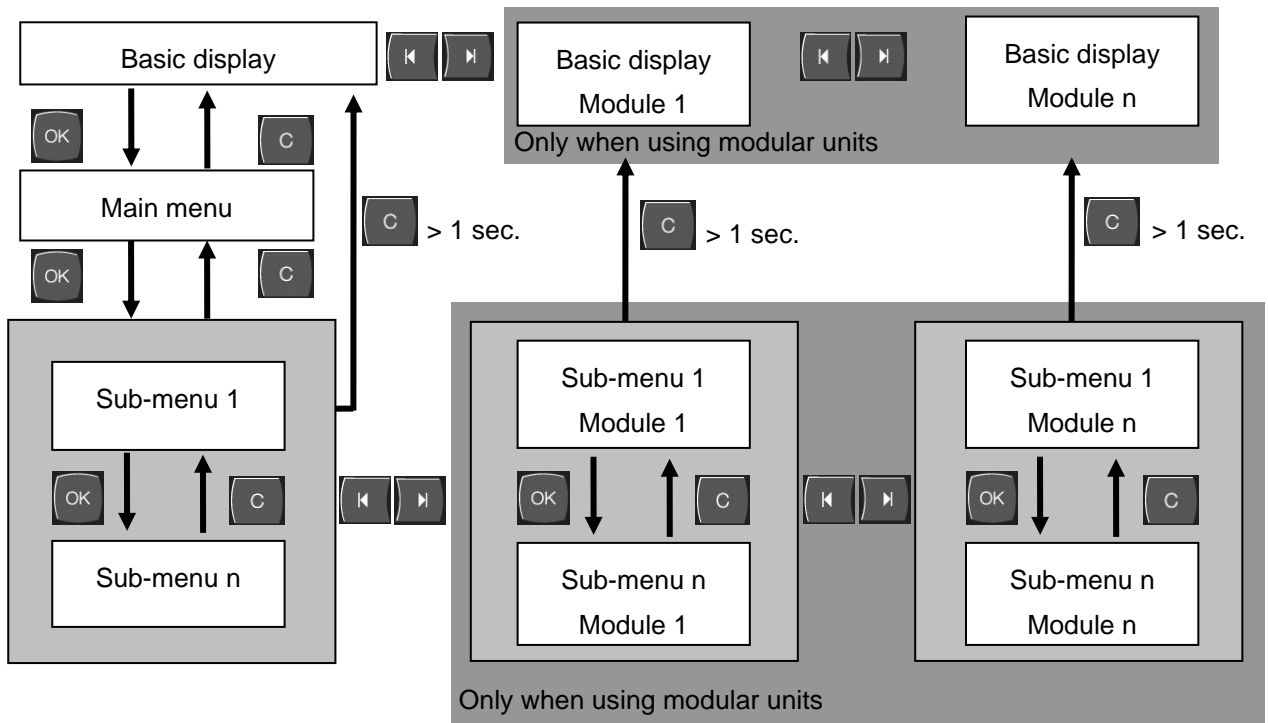 Basic display
Basic display
Module 1
Basic display
Module n
Only when using modular units
OK
C
Main menu
C
> 1 sec.
C
> 1 sec.
C
> 1 sec.
OK
C
Sub-menu 1
Sub-menu 1
Module 1
Sub-menu 1
Module n
OK
C
OK
C
OK
C
Sub-menu n
Sub-menu n
Module 1
Sub-menu n
Module n
Only when using modular units